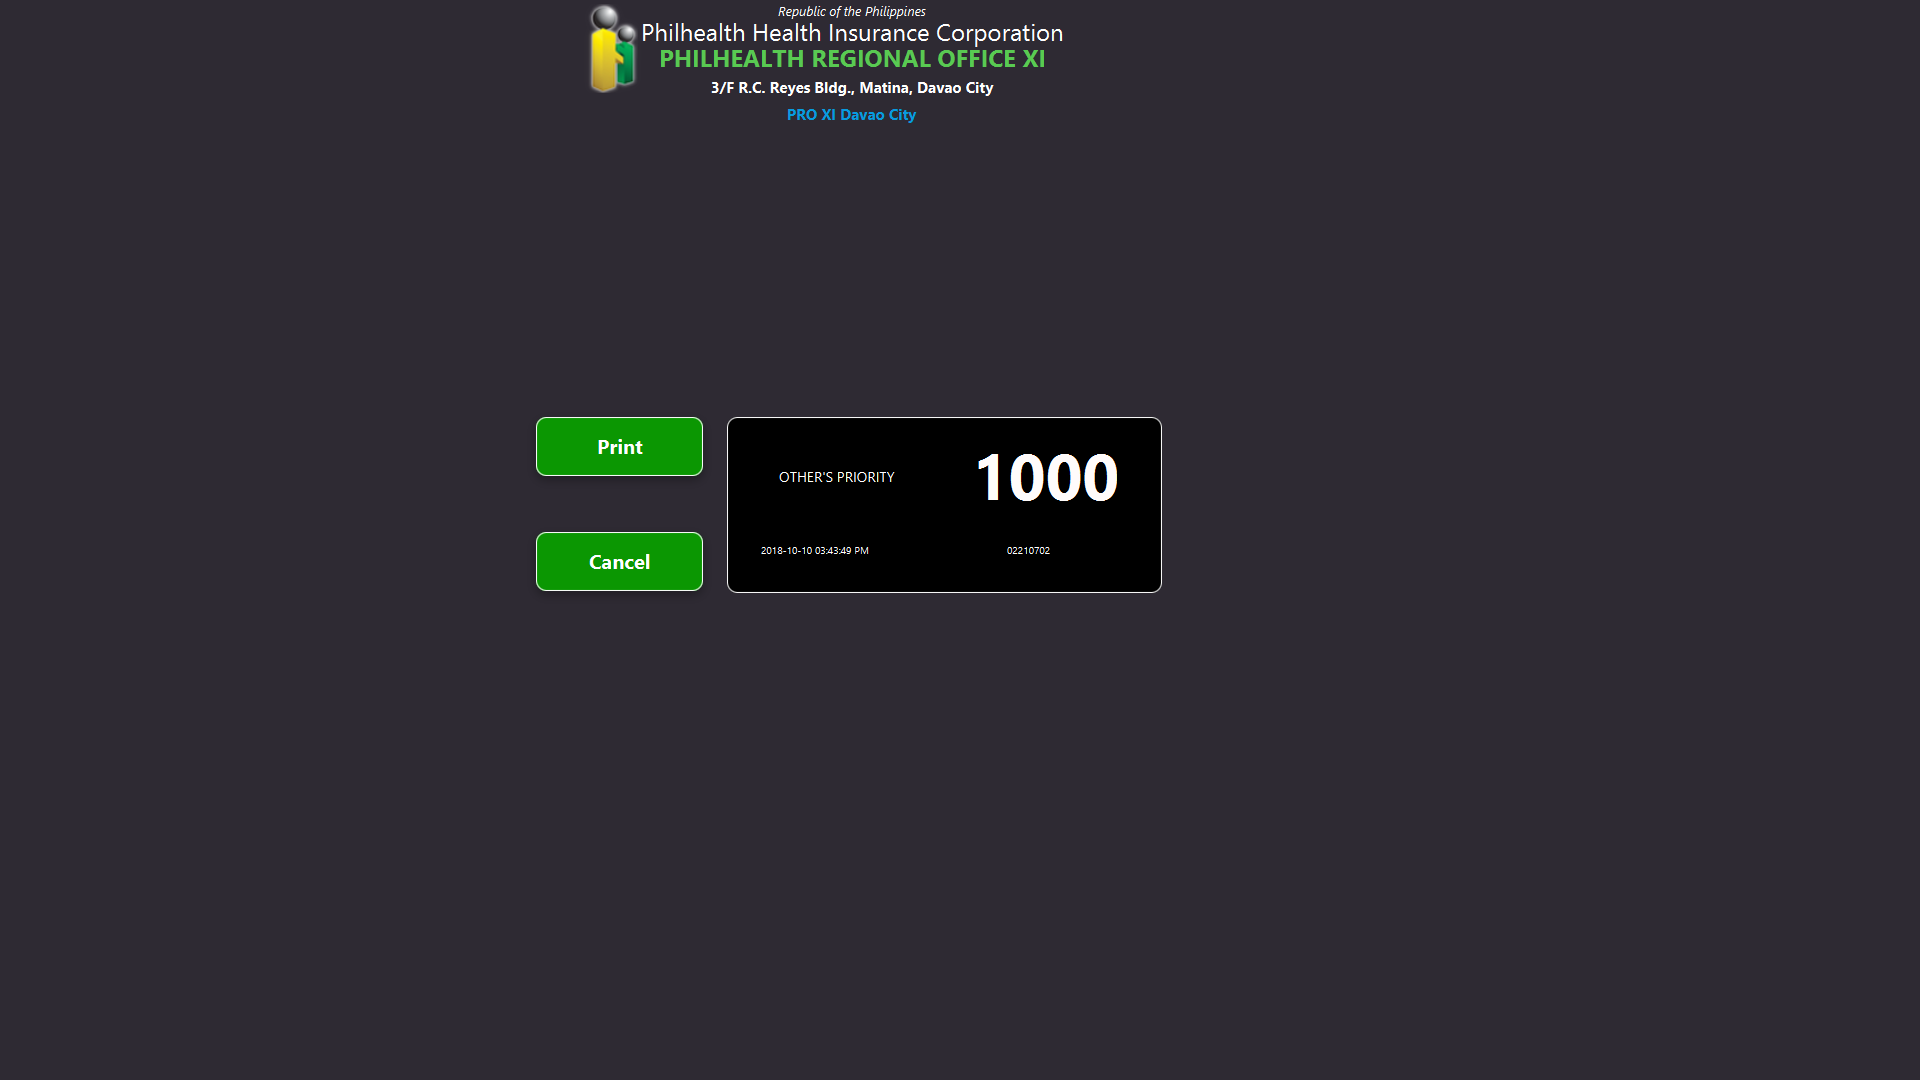 Republic of the Philippines
Philhealth Health Insurance Corporation
PHILHEALTH REGIONAL OFFICE XI
3/F R.C. Reyes Bldg., Matina, Davao City
PRO XI Davao City
Print
OTHER'S PRIORITY 1000
Cancel
2018-10-10 03:43:49 PM 02210702